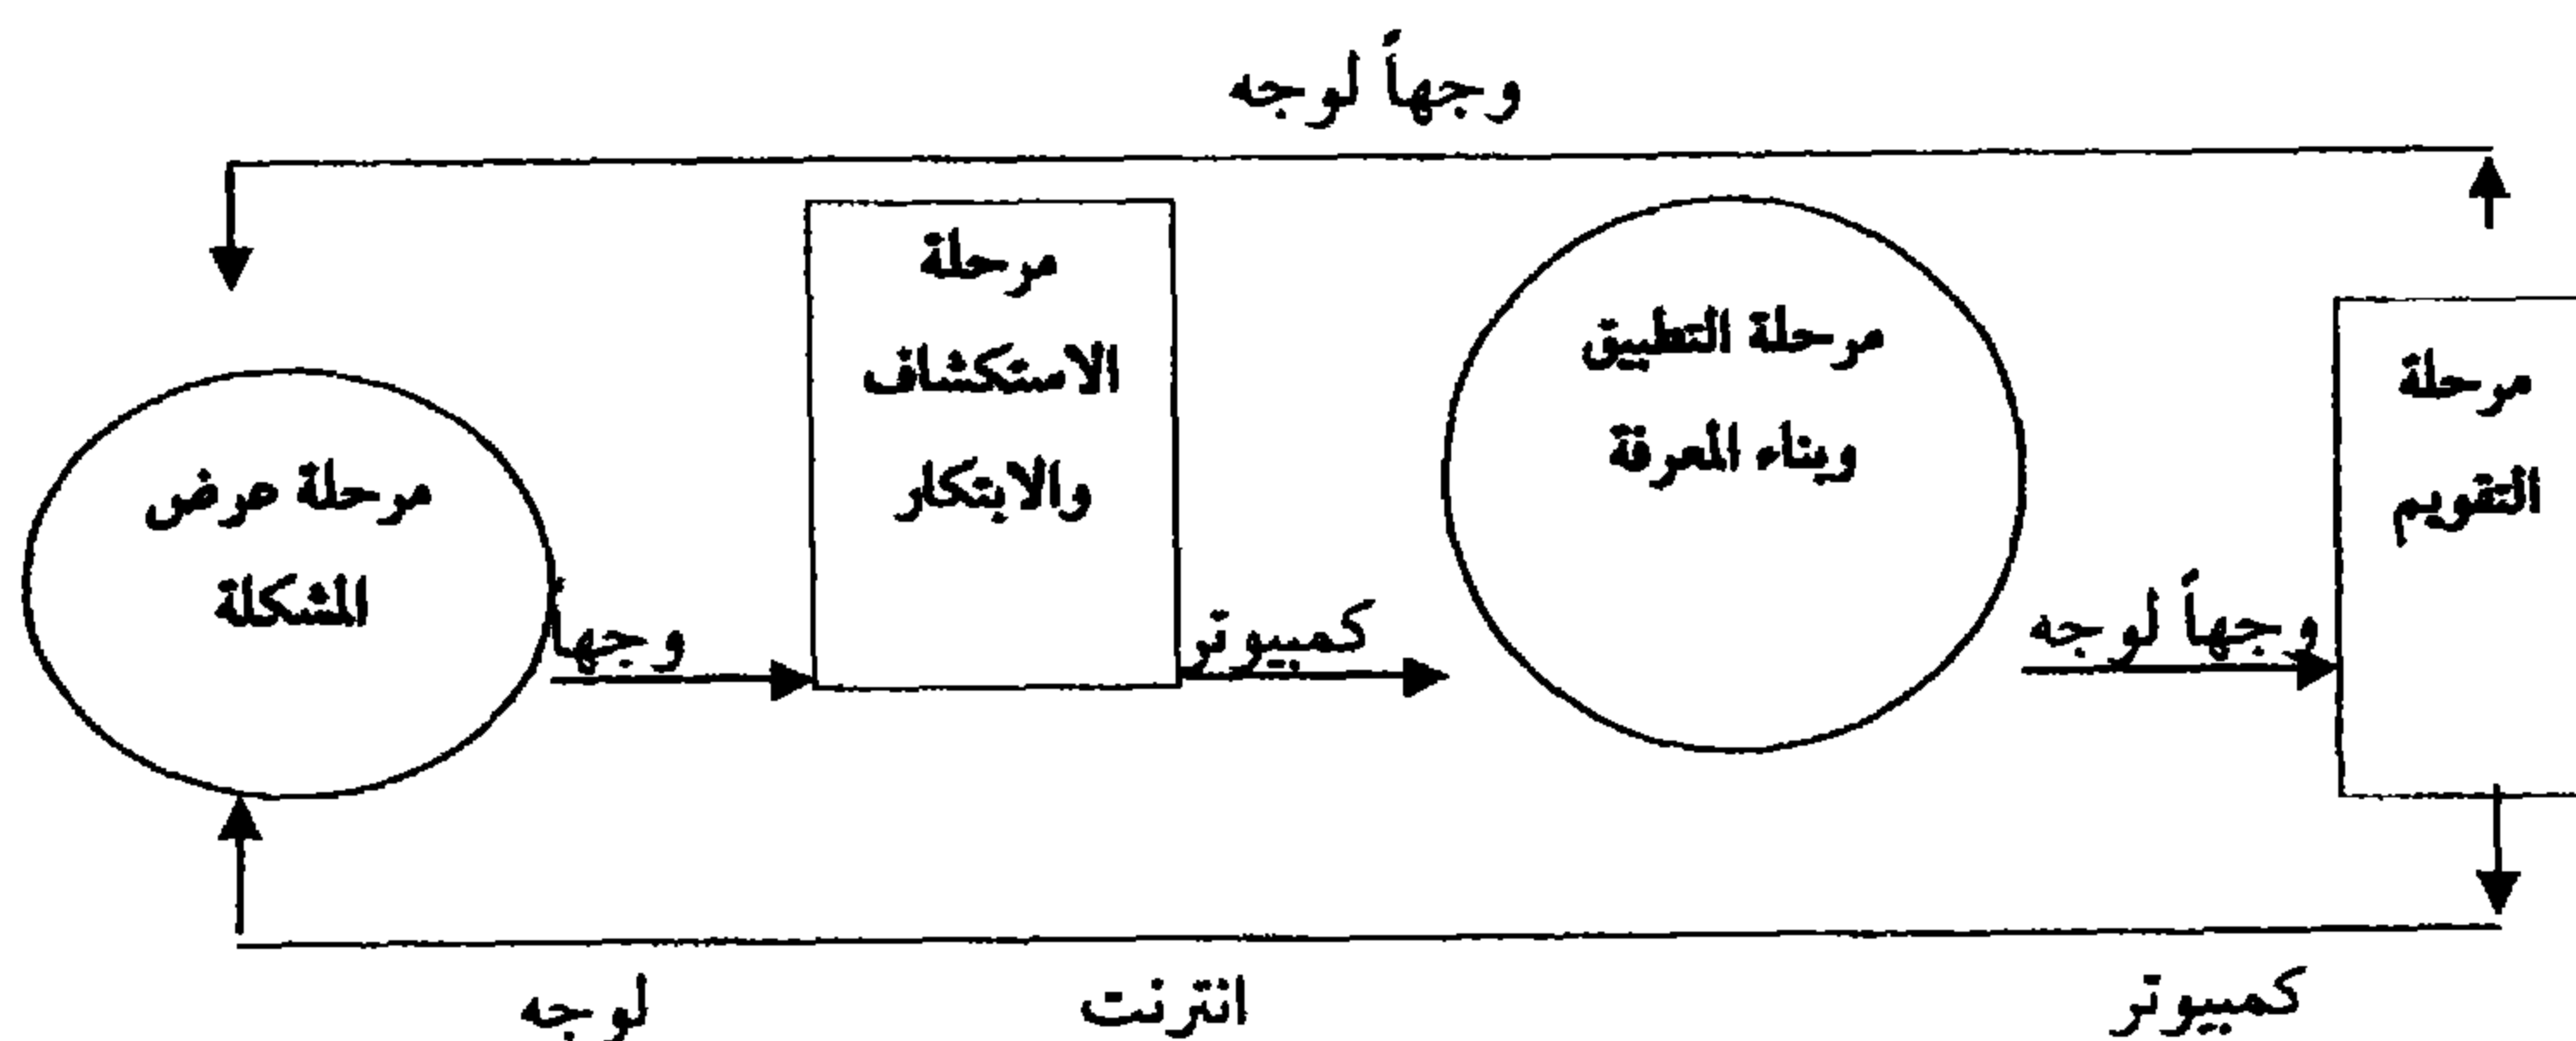 وجهاً لوجه
مرحلة عرض
المشكلة
وجهاً
مرحلة
الاستكشاف
والابتكار
كمبيوتر
مرحلة التطبيق
وبناء المعرفة
وجهاً لوجه
مرحلة
التقويم
لوجه
انترنت
كمبيوتر